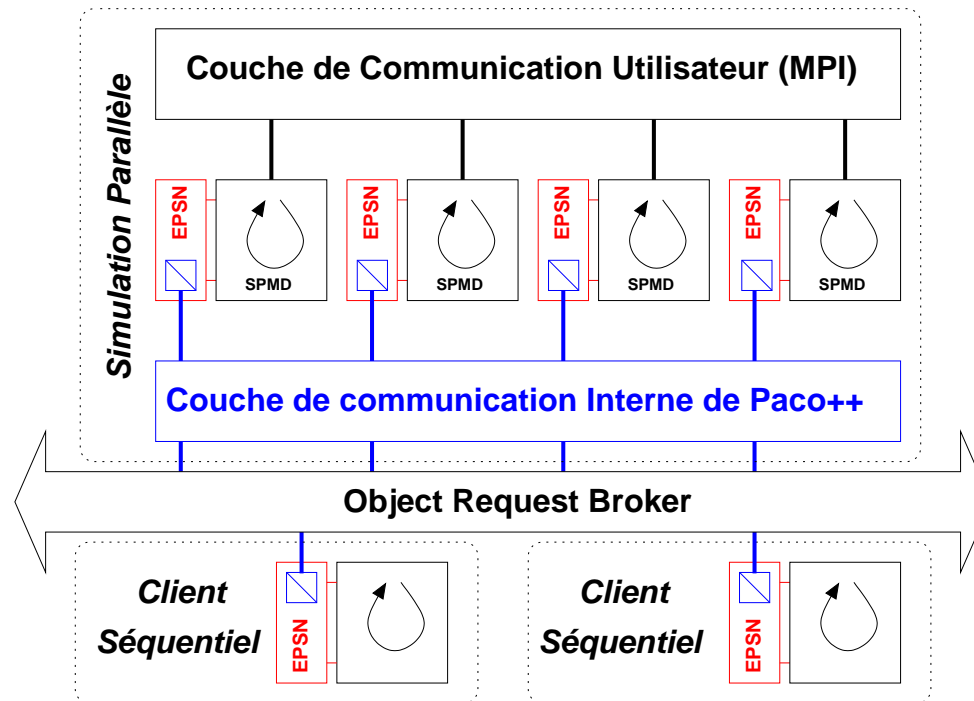 Couche de Communication Utilisateur (MPI)
Simulation Parallèle
EPSN
SPMD
EPSN
SPMD
EPSN
SPMD
EPSN
SPMD
Couche de communication Interne de Paco++
Object Request Broker
Client
Séquentiel
EPSN
Client
Séquentiel
EPSN